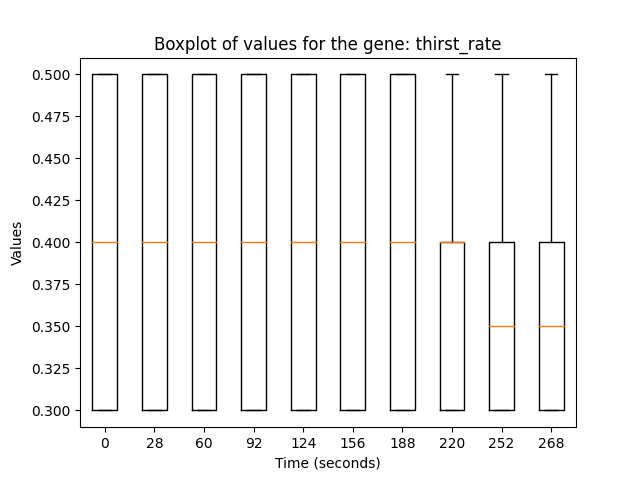 Boxplot of values for the gene: thirst_rate
0.500
0.475
0.450
0.425
0.400
0.375
0.350
0.325
0.300
Values
0 28 60 92 124 156 188 220 252 268
Time (seconds)